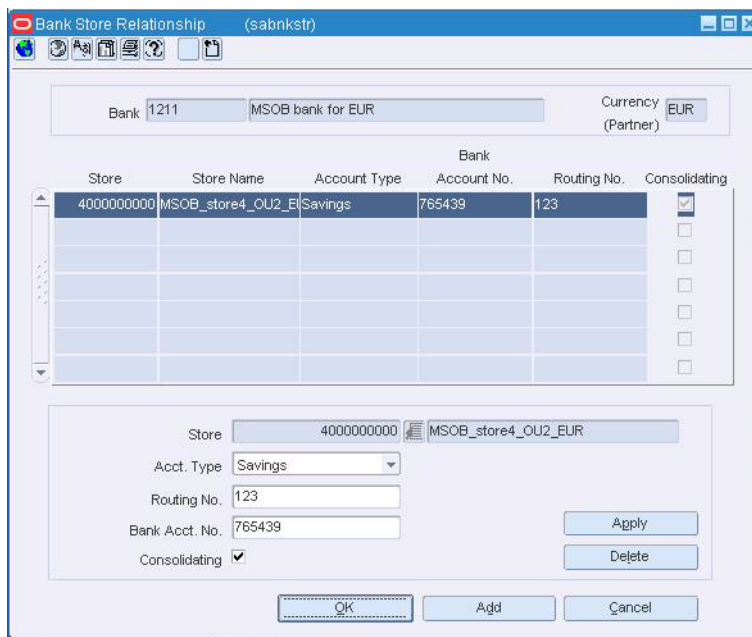 Bank Store Relationship (sabnkstr)
Bank 1211 MSOB bank for EUR Currency (Partner) EUR
Store Store Name Account Type Bank Account No. Routing No. Consolidating
4000000000 MSOB_store4_OU2_EU Savings 765439 123
Store 4000000000 MSOB_store4_OU2_EUR
Acct. Type Savings
Routing No. 123
Bank Acct. No. 765439
Apply
Consolidating
Delete
OK Add Cancel